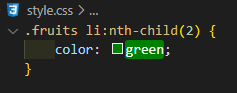 style.css > ...
.fruits li:nth-child(2) {
    color: green;
}